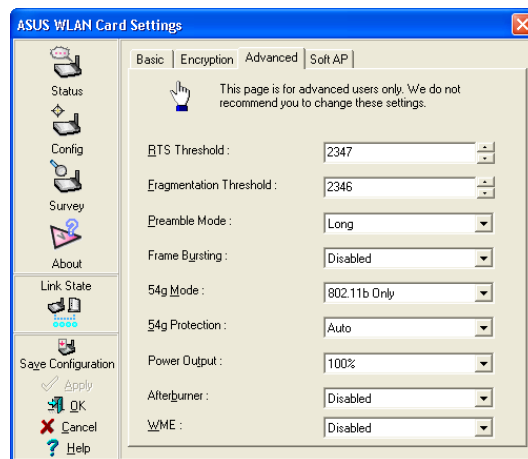 ASUS WLAN Card Settings
Status
Config
Survey
About
Link State
Save Configuration
Apply
OK
Cancel
Help
Basic
Encryption
Advanced
Soft AP
This page is for advanced users only. We do not
recommend you to change these settings.
RTS Threshold :
2347
Fragmentation Threshold :
2346
Preamble Mode :
Long
Frame Bursting :
Disabled
54g Mode :
802.11b Only
54g Protection :
Auto
Power Output :
100%
Afterburner :
Disabled
WME :
Disabled